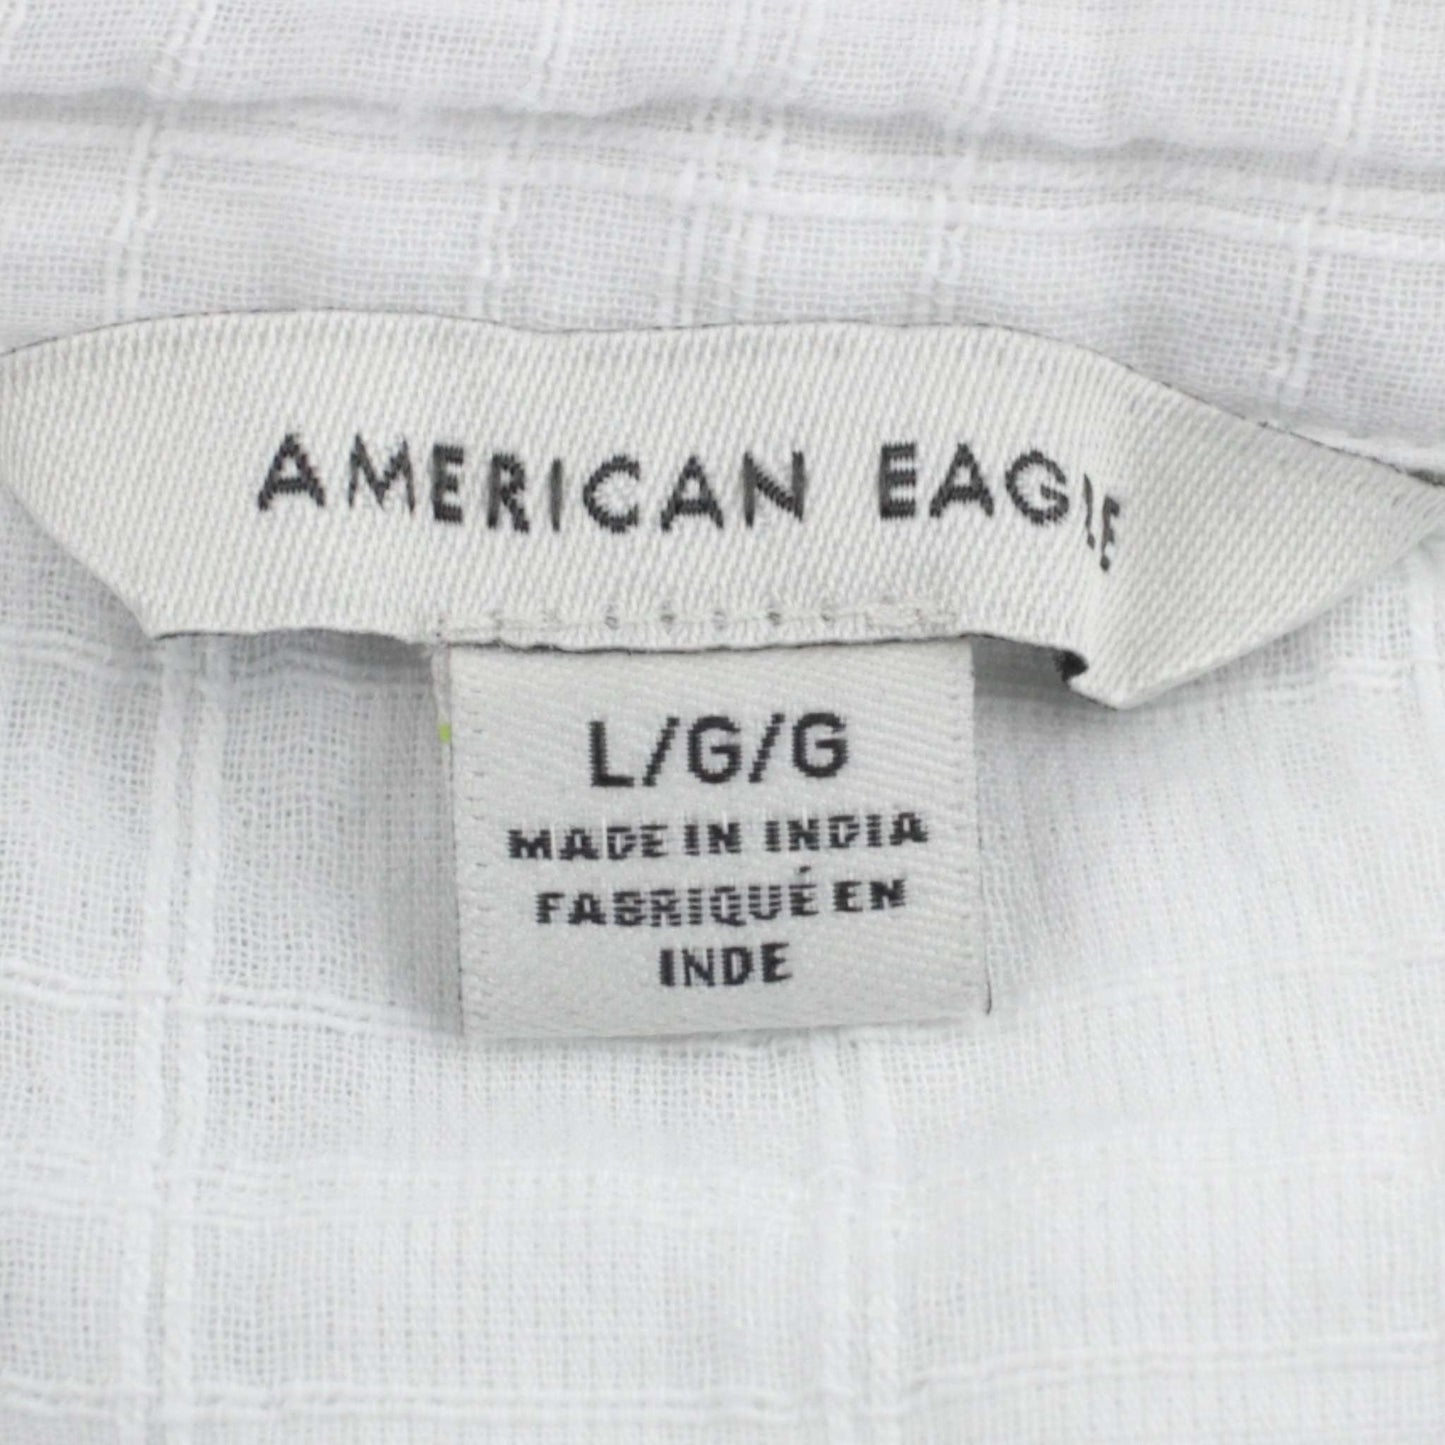 AMERICAN EAGLE
L/G/G
MADE IN INDIA
FABRIQUÉ EN
INDE